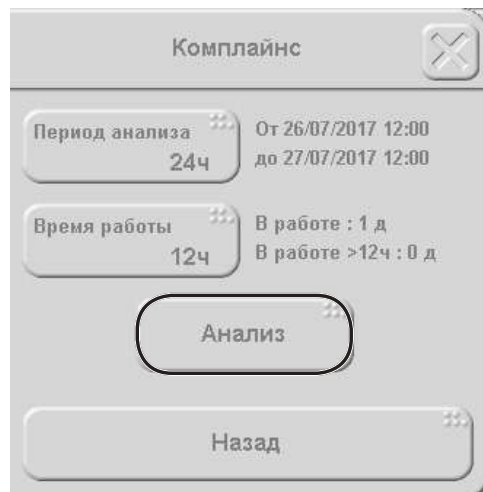 Комплайнс
Период анализа
24ч
От 26/07/2017 12:00
до 27/07/2017 12:00
Время работы
12ч
В работе : 1 д
В работе >12ч : 0 д
Анализ
Назад